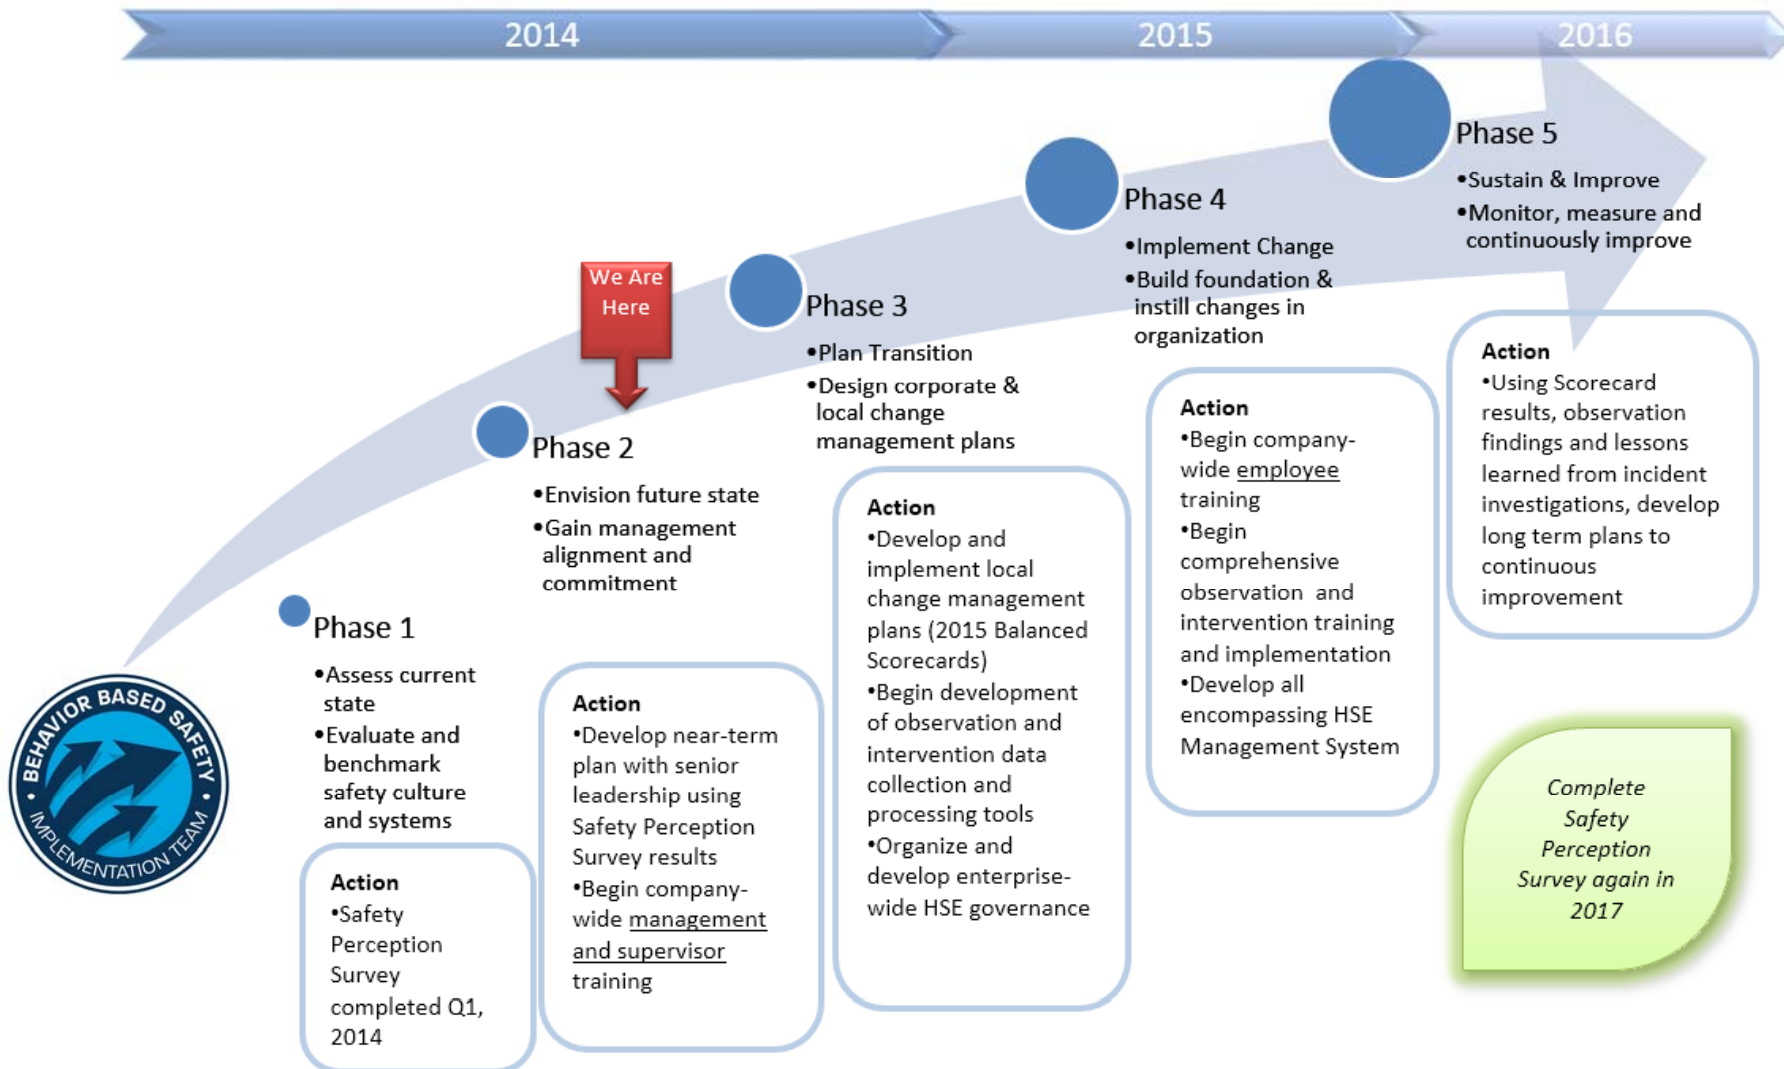 2014
2015
2016
We Are
Here
Phase 1
•Assess current
state
•Evaluate and
benchmark
safety culture
and systems
Action
•Safety
Perception
Survey
completed Q1,
2014
Phase 2
•Envision future state
•Gain management
alignment and
commitment
Action
•Develop near-term
plan with senior
leadership using
Safety Perception
Survey results
•Begin company-
wide management
and supervisor
training
Phase 3
•Plan Transition
•Design corporate &
local change
management plans
Action
•Develop and
implement local
change management
plans (2015 Balanced
Scorecards)
•Begin development
of observation and
intervention data
collection and
processing tools
•Organize and
develop enterprise-
wide HSE governance
Phase 4
•Implement Change
•Build foundation &
instill changes in
organization
Action
•Begin company-
wide employee
training
•Begin
comprehensive
observation  and
intervention training
and implementation
•Develop all
encompassing HSE
Management System
Phase 5
•Sustain & Improve
•Monitor, measure and
continuously improve
Action
•Using Scorecard
results, observation
findings and lessons
learned from incident
investigations, develop
long term plans to
continuous
improvement
Complete
Safety
Perception
Survey again in
2017
BEHAVIOR BASED SAFETY
• IMPLEMENTATION TEAM •